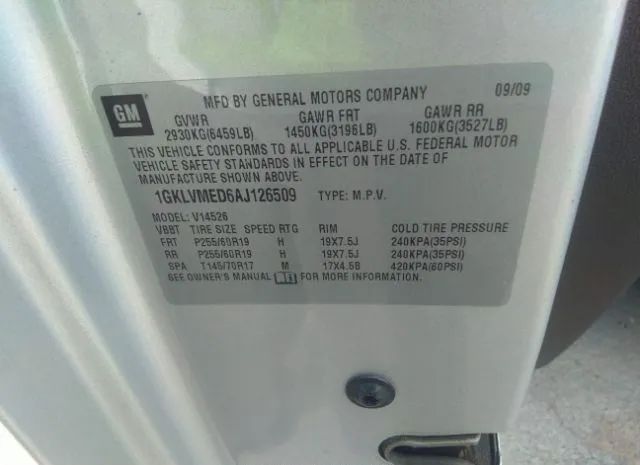 GM
MFD BY GENERAL MOTORS COMPANY 09/09
GVWR GAWR FRT GAWR RR
2930KG(6459LB) 1450KG(3196LB) 1600KG(3527LB)
THIS VEHICLE CONFORMS TO ALL APPLICABLE U.S. FEDERAL MOTOR
VEHICLE SAFETY STANDARDS IN EFFECT ON THE DATE OF
MANUFACTURE SHOWN ABOVE.
1GKLVMED6AJ126509 TYPE: M.P.V.
MODEL: V14526
VBBT TIRE SIZE SPEED RTG RIM COLD TIRE PRESSURE
FRT P255/60R19 H 19X7.5J 240KPA(35PSI)
RR P255/60R19 H 19X7.5J 240KPA(35PSI)
SPA T145/70R17 M 17X4.5B 420KPA(60PSI)
SEE OWNER'S MANUAL FOR MORE INFORMATION.